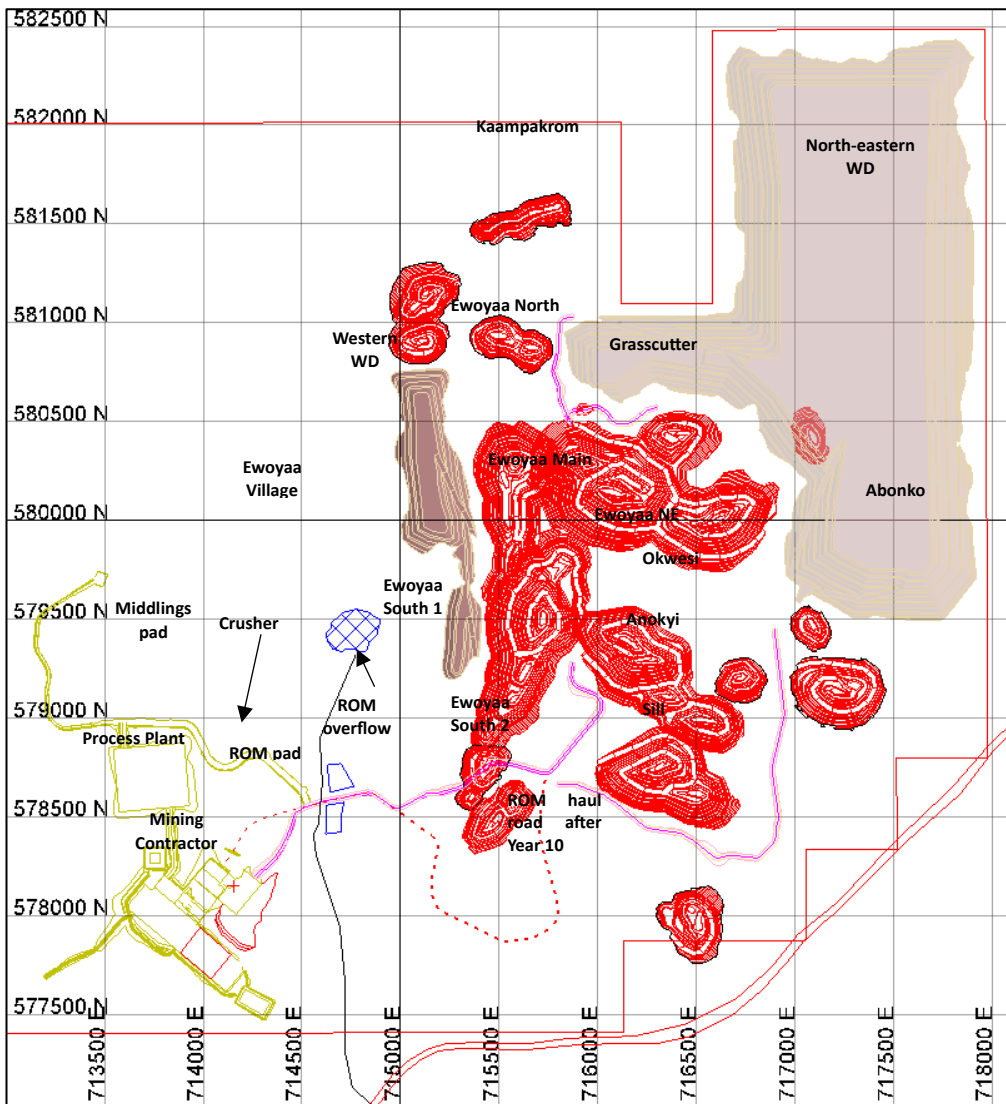 582500 N
582000 N
Kaampakrom
North-eastern
WD
581500 N
581000 N
Ewoyaa North
Western
WD
Grasscutter
580500 N
Ewoyaa Main
Ewoyaa
Village
Abonko
580000 N
Ewoyaa NE
Okwesi
579500 N
Middlings
pad
Crusher
Ewoyaa
South 1
Anokyi
579000 N
Process Plant
ROM pad
ROM
overflow
Ewoyaa
South 2
Sill
578500 N
Mining
Contractor
ROM haul
road after
Year 10
578000 N
577500 N
713500 E
714000 E
714500 E
715000 E
715500 E
716000 E
716500 E
717000 E
717500 E
718000 E